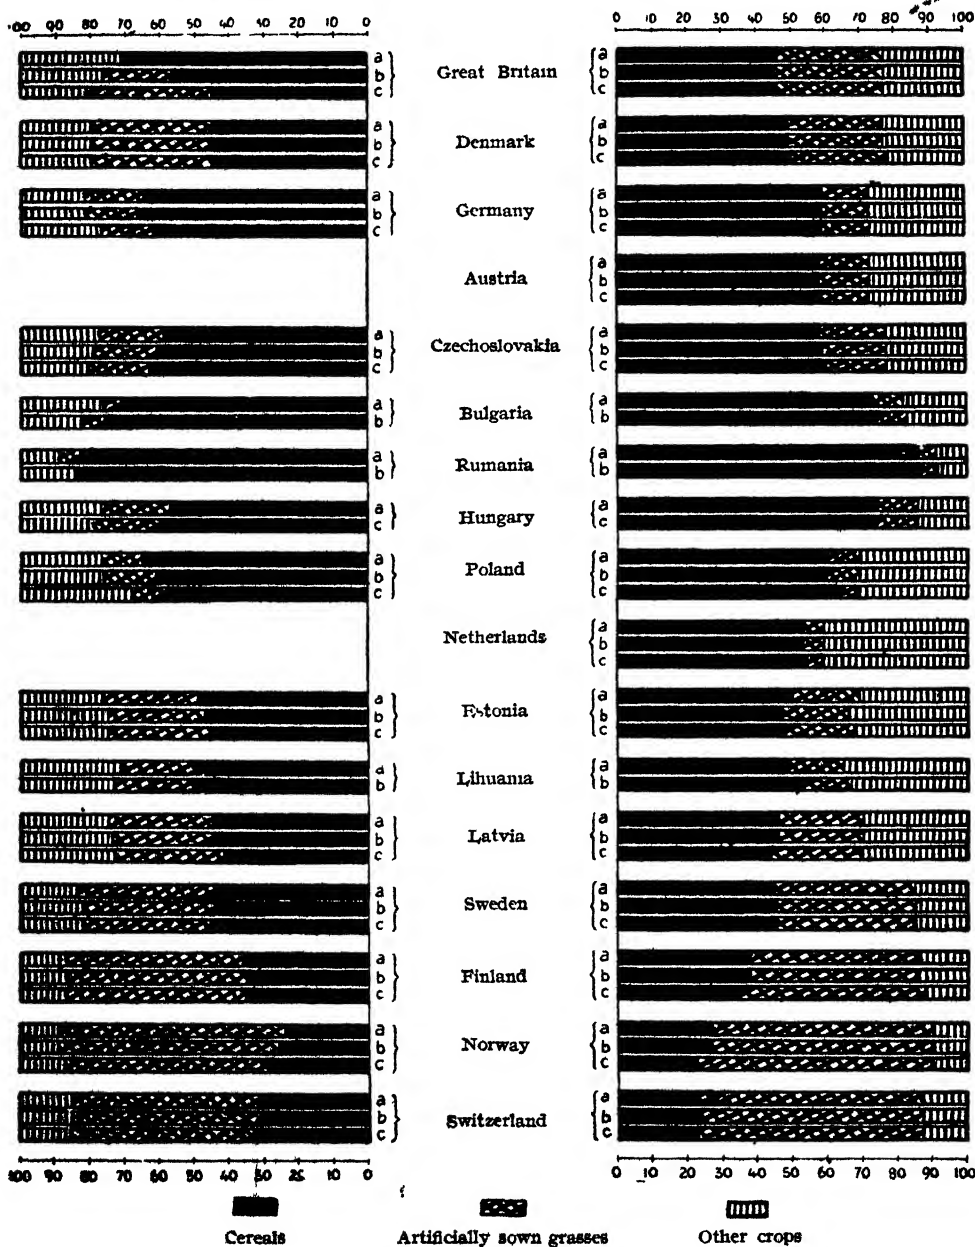 100 90 80 70 60 50 40 30 20 10 0 0 10 20 30 40 50 60 70 80 90 100
a a
b Great Britain b
c c
a a
b Denmark b
c c
a a
b Germany b
c c
a
Austria b
c
a a
b Czechoslovakia b
c c
a a
Bulgaria
b b
a a
Rumania
b b
a a
Hungary
c c
a a
b Poland b
c c
a
Netherlands b
c
a a
b Estonia b
c c
a a
Lihuania
b b
a a
b Latvia b
c c
a a
b Sweden b
c c
a a
b Finland b
c c
a a
b Norway b
c c
a a
b Switzerland b
c c
100 90 80 70 60 50 40 30 20 10 0 0 10 20 30 40 50 60 70 80 90 100
Cereals Artificially sown grasses Other crops